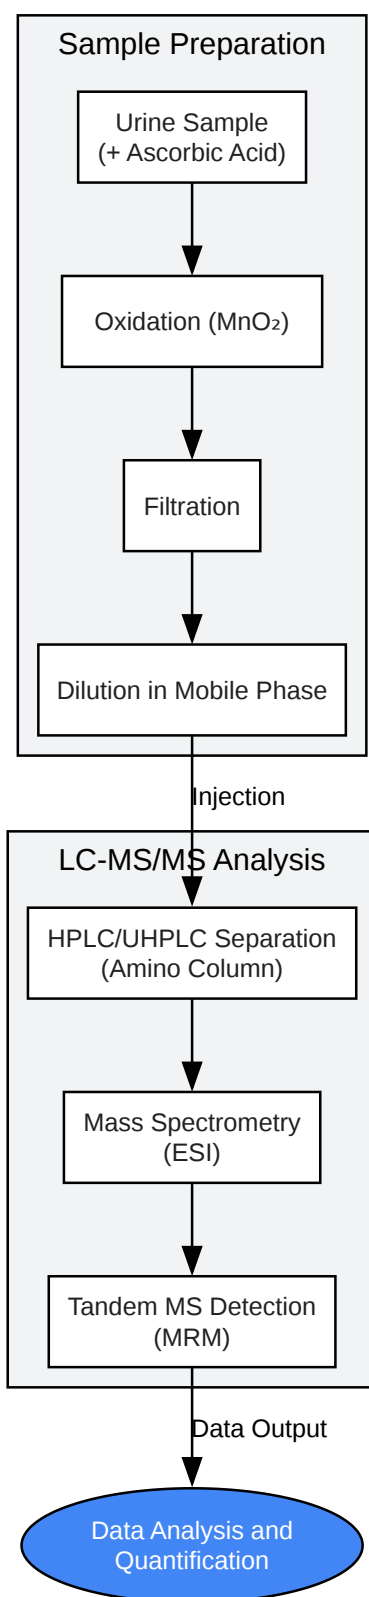 Sample Preparation
Urine Sample
(+ Ascorbic Acid)
Oxidation (MnO₂)
Filtration
Dilution in Mobile Phase
Injection
LC-MS/MS Analysis
HPLC/UHPLC Separation
(Amino Column)
Mass Spectrometry
(ESI)
Tandem MS Detection
(MRM)
Data Output
Data Analysis and
Quantification